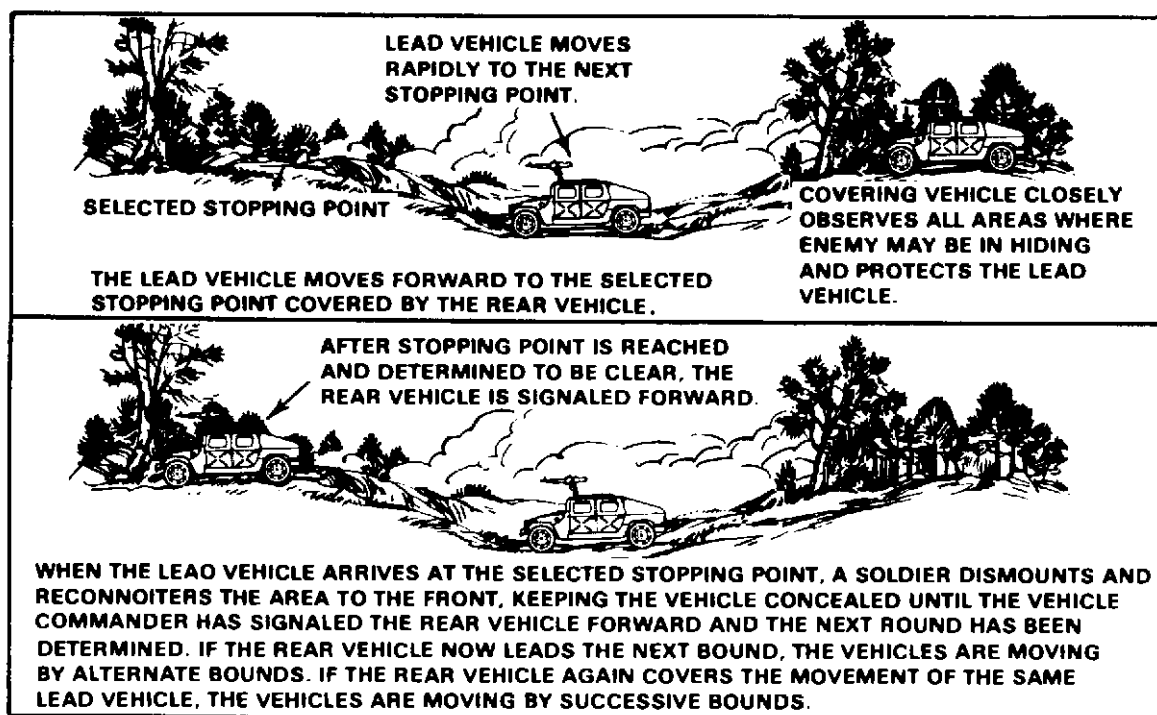 LEAD VEHICLE MOVES
RAPIDLY TO THE NEXT
STOPPING POINT.
SELECTED STOPPING POINT
COVERING VEHICLE CLOSELY
OBSERVES ALL AREAS WHERE
ENEMY MAY BE IN HIDING
AND PROTECTS THE LEAD
VEHICLE.
THE LEAD VEHICLE MOVES FORWARD TO THE SELECTED
STOPPING POINT COVERED BY THE REAR VEHICLE.
AFTER STOPPING POINT IS REACHED
AND DETERMINED TO BE CLEAR, THE
REAR VEHICLE IS SIGNALED FORWARD.
WHEN THE LEAO VEHICLE ARRIVES AT THE SELECTED STOPPING POINT, A SOLDIER DISMOUNTS AND
RECONNOITERS THE AREA TO THE FRONT, KEEPING THE VEHICLE CONCEALED UNTIL THE VEHICLE
COMMANDER HAS SIGNALED THE REAR VEHICLE FORWARD AND THE NEXT ROUND HAS BEEN
DETERMINED. IF THE REAR VEHICLE NOW LEADS THE NEXT BOUND, THE VEHICLES ARE MOVING
BY ALTERNATE BOUNDS. IF THE REAR VEHICLE AGAIN COVERS THE MOVEMENT OF THE SAME
LEAD VEHICLE, THE VEHICLES ARE MOVING BY SUCCESSIVE BOUNDS.